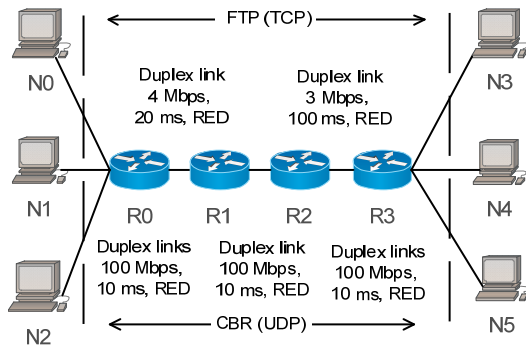 FTP (TCP)
N0
N3
Duplex link
4 Mbps,
20 ms, RED
Duplex link
3 Mbps,
100 ms, RED
N1
R0
R1
R2
R3
N4
Duplex links
100 Mbps,
10 ms, RED
Duplex link
100 Mbps,
10 ms, RED
Duplex links
100 Mbps,
10 ms, RED
N2
CBR (UDP)
N5